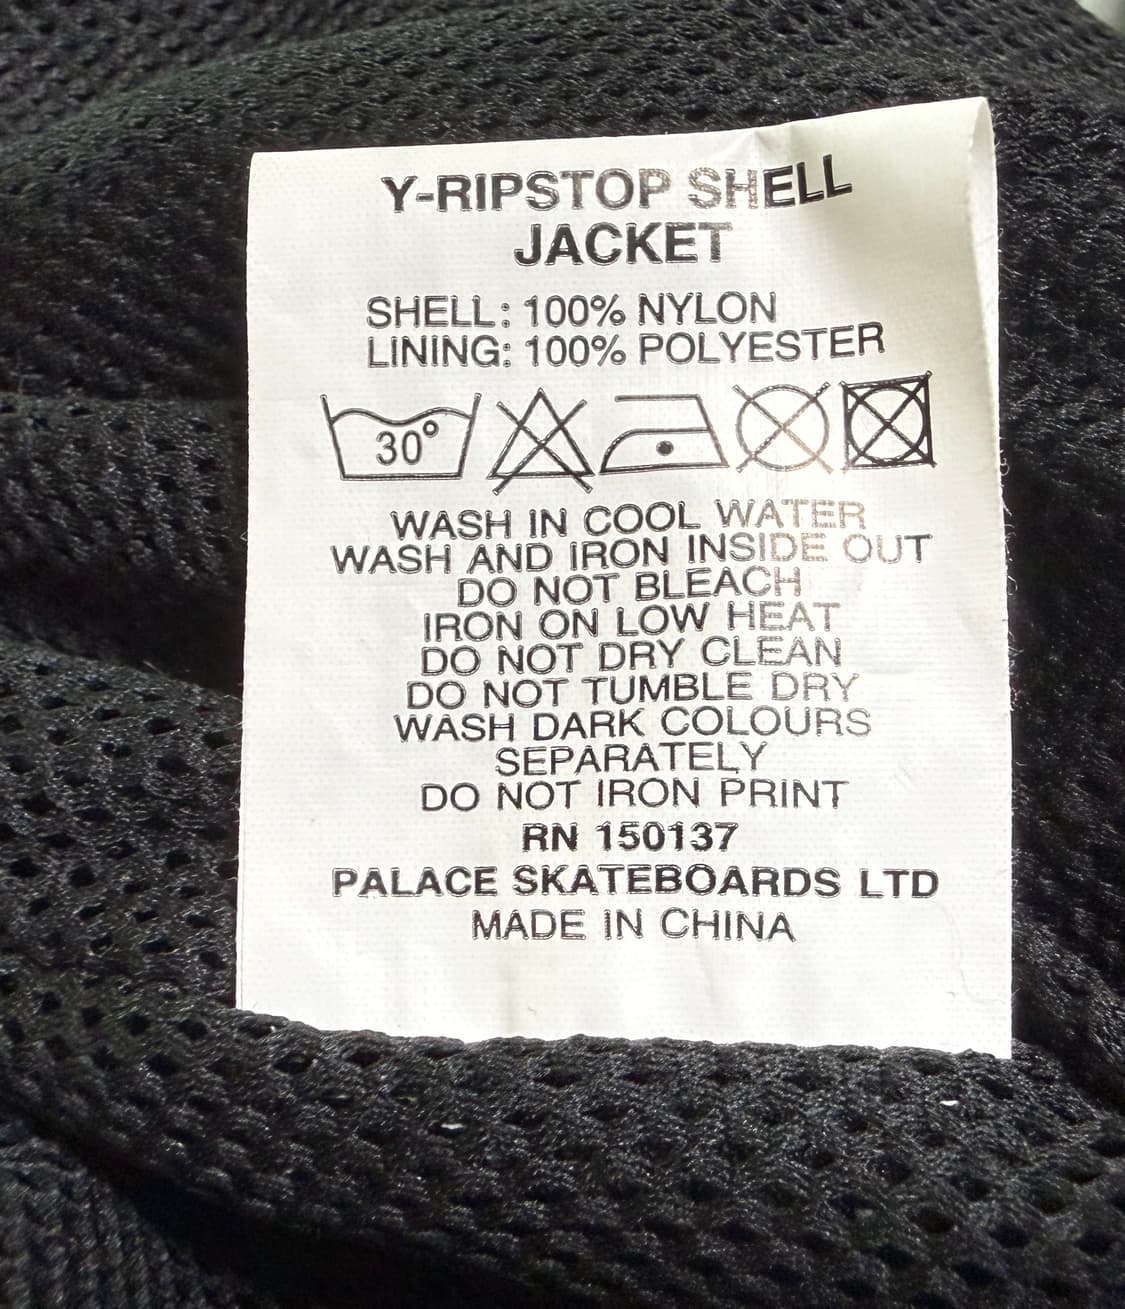 Y-RIPSTOP SHELL
JACKET
SHELL: 100% NYLON
LINING: 100% POLYESTER
30°
WASH IN COOL WATER
WASH AND IRON INSIDE OUT
DO NOT BLEACH
IRON ON LOW HEAT
DO NOT DRY CLEAN
DO NOT TUMBLE DRY
WASH DARK COLOURS
SEPARATELY
DO NOT IRON PRINT
RN 150137
PALACE SKATEBOARDS LTD
MADE IN CHINA